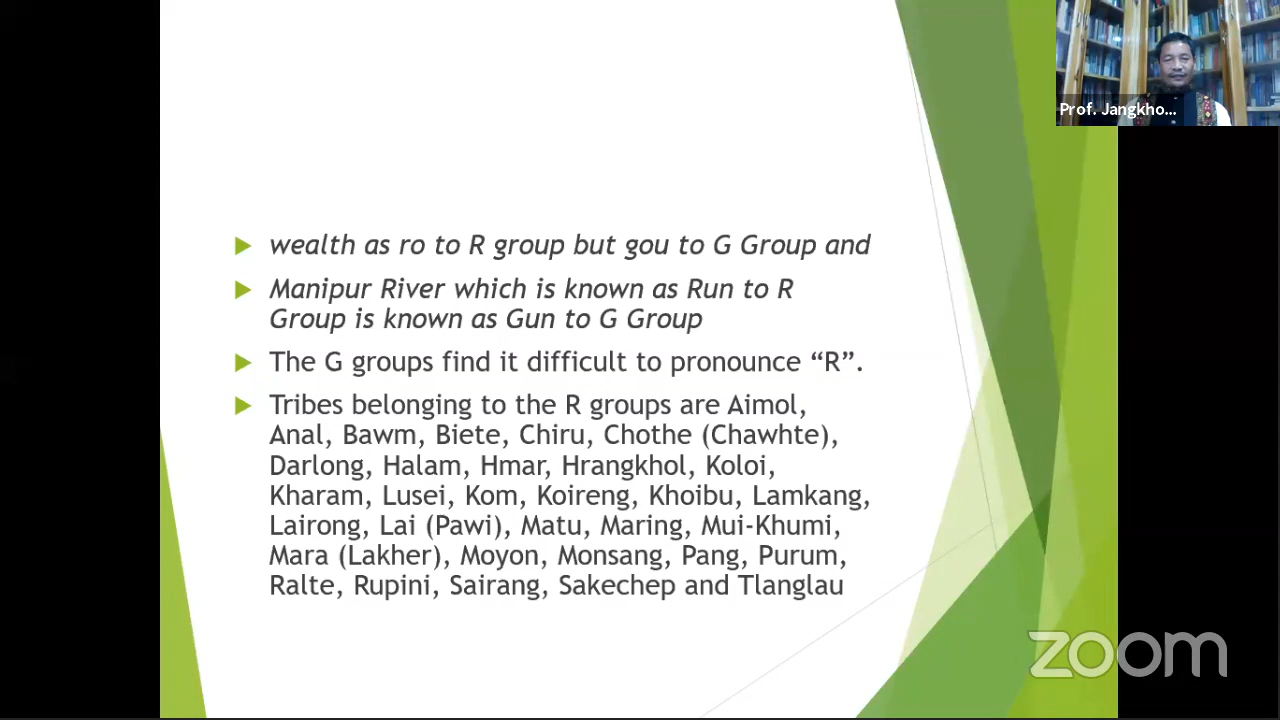 Prof. Jangkho...
wealth as ro to R group but gou to G Group and
Manipur River which is known as Run to R
Group is known as Gun to G Group
The G groups find it difficult to pronounce “R”.
Tribes belonging to the R groups are Aimol,
Anal, Bawm, Biete, Chiru, Chothe (Chawhte),
Darlong, Halam, Hmar, Hrangkhol, Koloi,
Kharam, Lusei, Kom, Koireng, Khoibu, Lamkang,
Lairong, Lai (Pawi), Matu, Maring, Mui-Khumi,
Mara (Lakher), Moyon, Monsang, Pang, Purum,
Ralte, Rupini, Sairang, Sakechep and Tlanglau
zoom